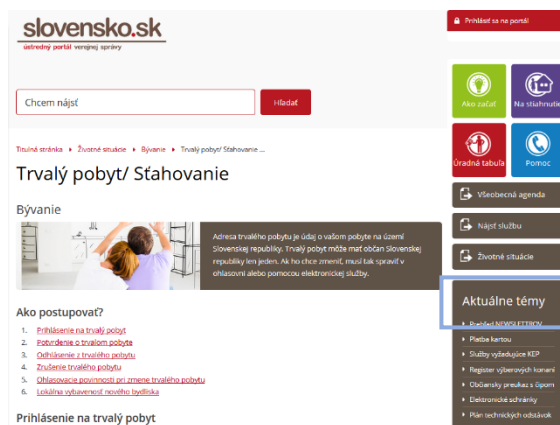 slovensko.sk
ústredný portál verejnej správy
Prihlásiť sa na portál
Chcem nájsť
Hľadať
Ako začať
Na stiahnutie
Úradná tabuľa
Pomoc
Titulná stránka ▸ Životné situácie ▸ Bývanie ▸ Trvalý pobyt/ Sťahovanie ...
Trvalý pobyt/ Sťahovanie
Bývanie
Adresa trvalého pobytu je údaj o vašom pobyte na území
Slovenskej republiky. Trvalý pobyt môže mať občan Slovenskej
republiky len jeden. Ak ho chce zmeniť, musí tak spraviť v
ohlasovni alebo pomocou elektronickej služby.
Ako postupovať?
1. Prihlásenie na trvalý pobyt
2. Potvrdenie o trvalom pobyte
3. Odhlásenie z trvalého pobytu
4. Zrušenie trvalého pobytu
5. Ohlasovacie povinnosti pri zmene trvalého pobytu
6. Lokálna vybavenosť nového bydliska
Prihlásenie na trvalý pobyt
Všeobecná agenda
Nájsť službu
Životné situácie
Aktuálne témy
Prehľad NEWSLETTROV
Platba kartou
Služby vyžadujúce KEP
Register výberových konaní
Občiansky preukaz s čipom
Elektronické schránky
Plán technických odstávok